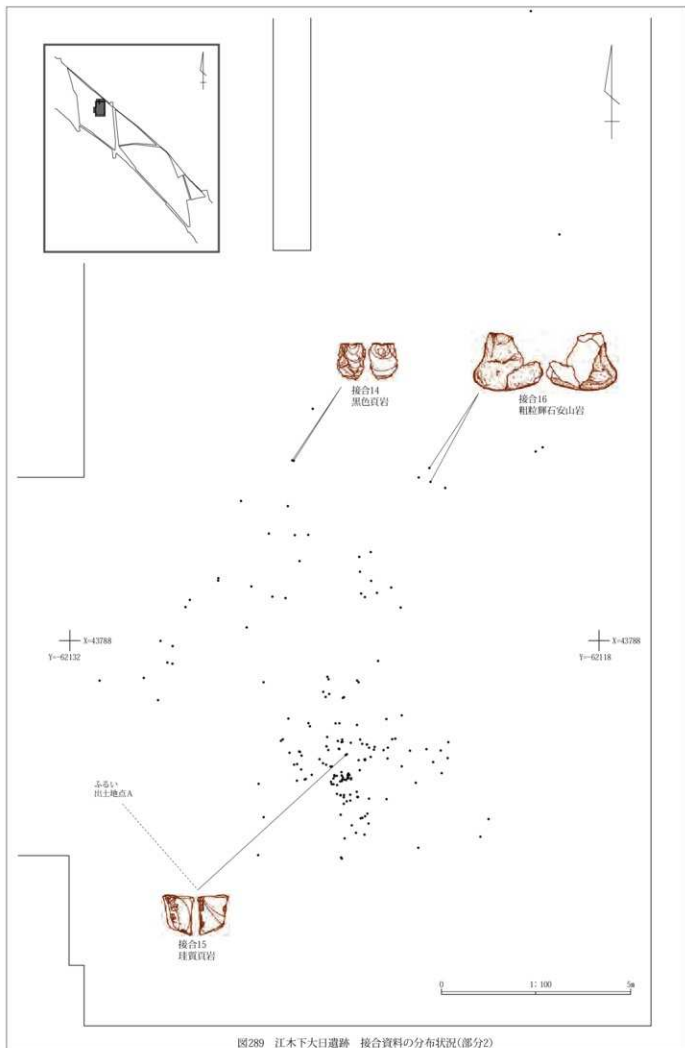 接合14
黒色頁岩
接合16
粗粒輝石安山岩
X=43788
Y=-62132
X=43788
Y=-62118
ふるい
出土地点A
接合15
珪質頁岩
0 1:100 5m
図289 江木下大日遺跡 接合資料の分布状況(部分2)